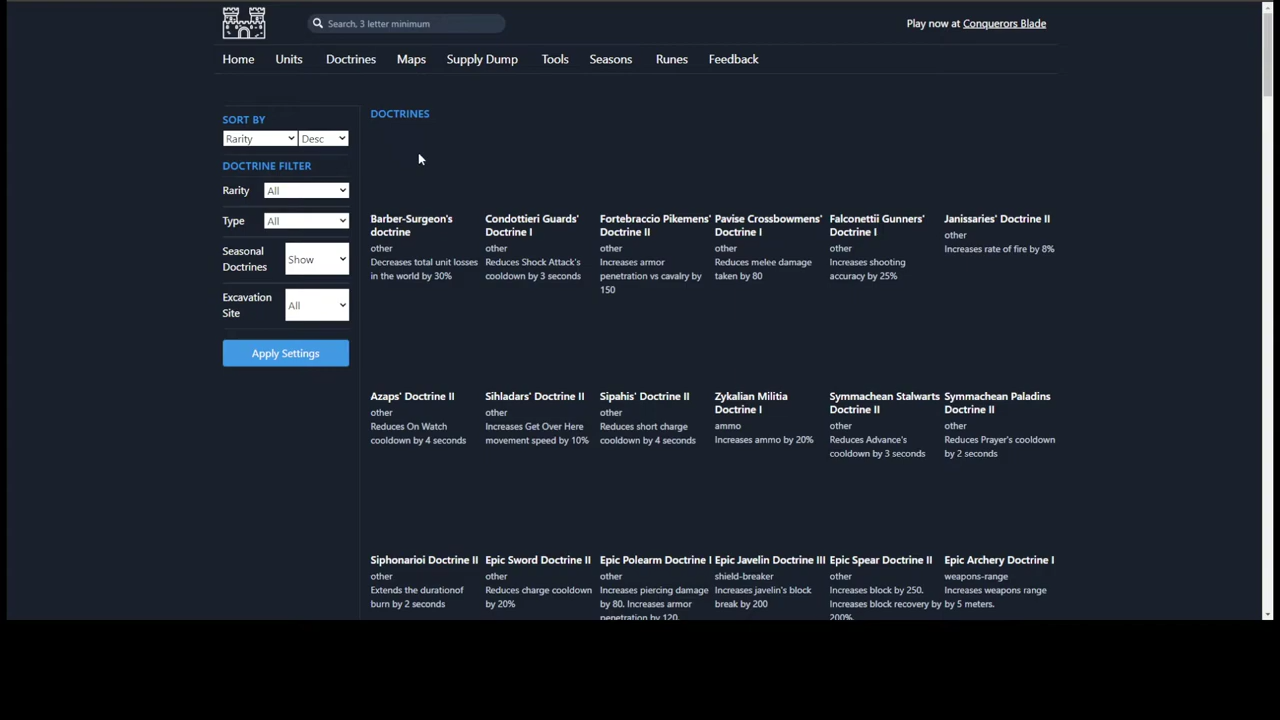 Search, 3 letter minimum
Play now at Conquerors Blade
Home Units Doctrines Maps Supply Dump Tools Seasons Runes Feedback
SORT BY
Rarity Desc
DOCTRINE FILTER
Rarity All
Type All
Seasonal
Doctrines
Show
Excavation
Site
All
Apply Settings
DOCTRINES
Barber-Surgeon's
doctrine
other
Decreases total unit losses
in the world by 30%
Condottieri Guards'
Doctrine I
other
Reduces Shock Attack's
cooldown by 3 seconds
Fortebraccio Pikemens'
Doctrine II
other
Increases armor
penetration vs cavalry by
150
Pavise Crossbowmens'
Doctrine I
other
Reduces melee damage
taken by 80
Falconettii Gunners'
Doctrine I
other
Increases shooting
accuracy by 25%
Janissaries' Doctrine II
other
Increases rate of fire by 8%
Azaps' Doctrine II
other
Reduces On Watch
cooldown by 4 seconds
Sihladars' Doctrine II
other
Increases Get Over Here
movement speed by 10%
Sipahis' Doctrine II
other
Reduces short charge
cooldown by 4 seconds
Zykalian Militia
Doctrine I
ammo
Increases ammo by 20%
Symmachean Stalwarts
Doctrine II
other
Reduces Advance's
cooldown by 3 seconds
Symmachean Paladins
Doctrine II
other
Reduces Prayer's cooldown
by 2 seconds
Siphonarioi Doctrine II
other
Extends the durationof
burn by 2 seconds
Epic Sword Doctrine II
other
Reduces charge cooldown
by 20%
Epic Polearm Doctrine I
other
Increases piercing damage
by 80. Increases armor
penetration by 120.
Epic Javelin Doctrine III
shield-breaker
Increases javelin's block
break by 200
Epic Spear Doctrine II
other
Increases block by 250.
Increases block recovery by
200%.
Epic Archery Doctrine I
weapons-range
Increases weapons range
by 5 meters.